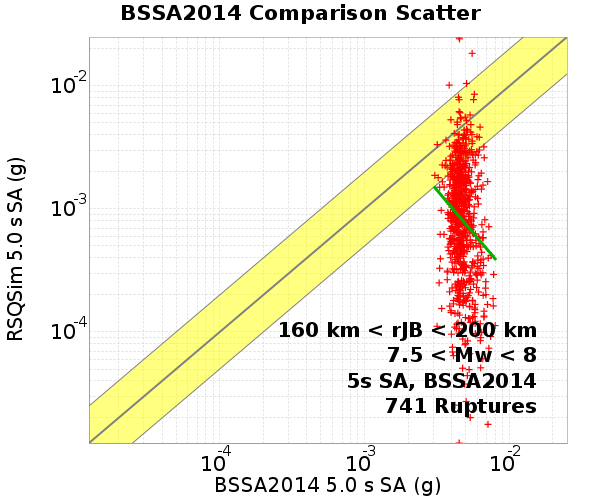 BSSA2014 Comparison Scatter
RSQSim 5.0 s SA (g)
10-2
10-3
10-4
160 km < rJB < 200 km
7.5 < Mw < 8
5s SA, BSSA2014
741 Ruptures
10-4 10-3 10-2
BSSA2014 5.0 s SA (g)